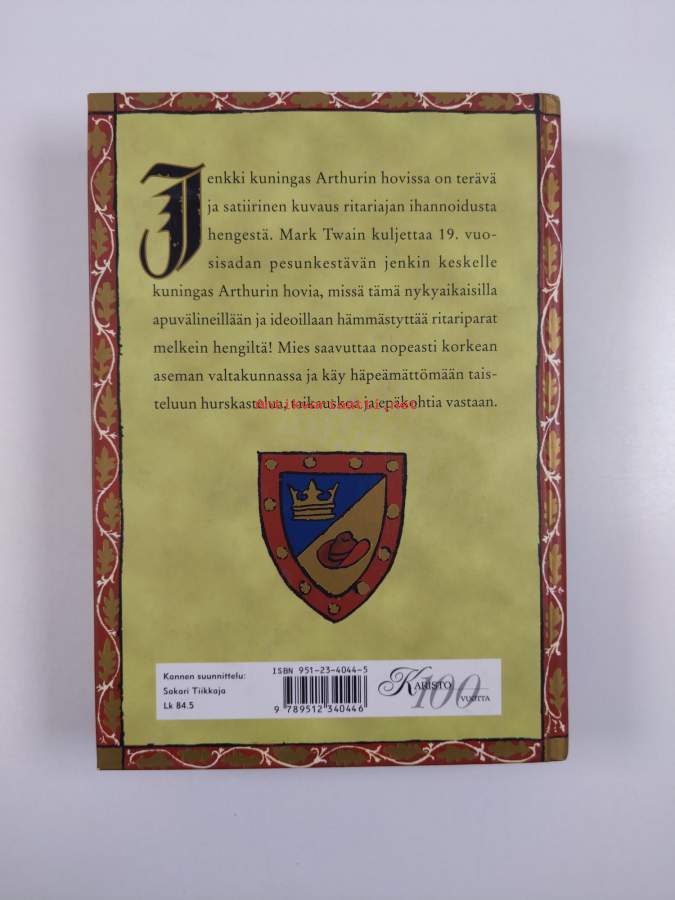 Jenkki kuningas Arthurin hovissa on terävä
ja satiirinen kuvaus ritariajan ihannoidusta
hengestä. Mark Twain kuljettaa 19. vuo-
sisadan pesunkestävän jenkin keskelle
kuningas Arthurin hovia, missä tämä nykyaikaisilla
apuvälineillään ja ideoillaan hämmästyttää ritariparat
melkein hengiltä! Mies saavuttaa nopeasti korkean
aseman valtakunnassa ja käy häpeämättömään tais-
teluun hurskastelua, taikauskoa ja epäkohtia vastaan.
Antikvariaatti.net
Kannen suunnittelu:
Sakari Tiikkaja
Lk 84.5
ISBN 951-23-4044-5
9 789512 340446
KARISTO
100
VUOTTA